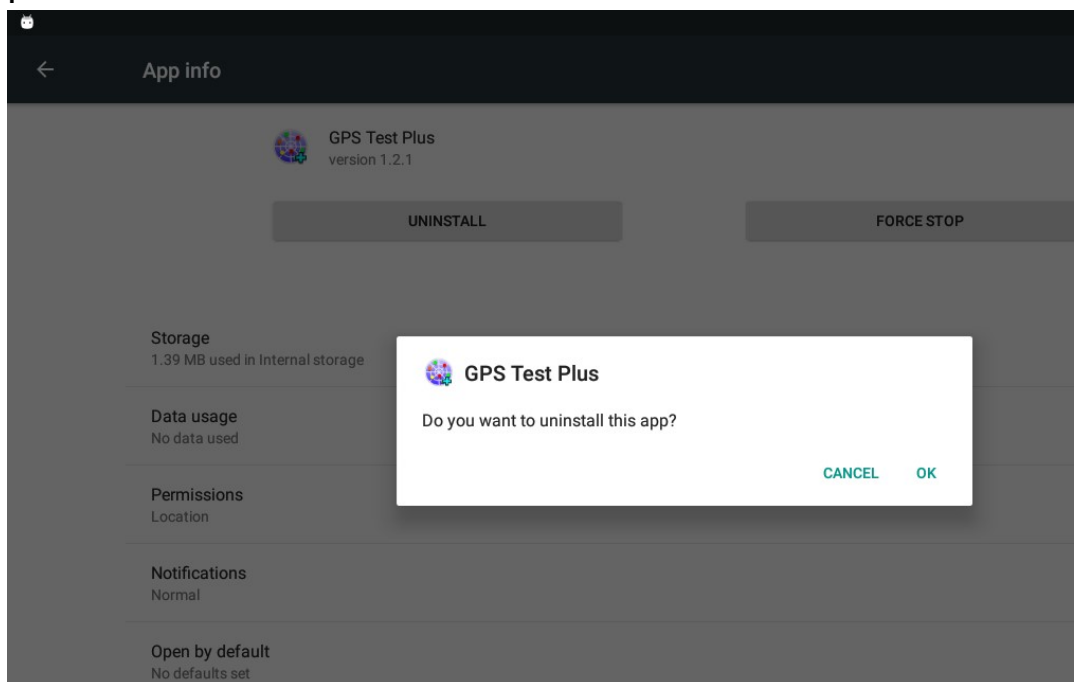 App info
GPS Test Plus
version 1.2.1
UNINSTALL
FORCE STOP
Storage
1.39 MB used in Internal storage
GPS Test Plus
Do you want to uninstall this app?
CANCEL OK
Data usage
No data used
Permissions
Location
Notifications
Normal
Open by default
No defaults set